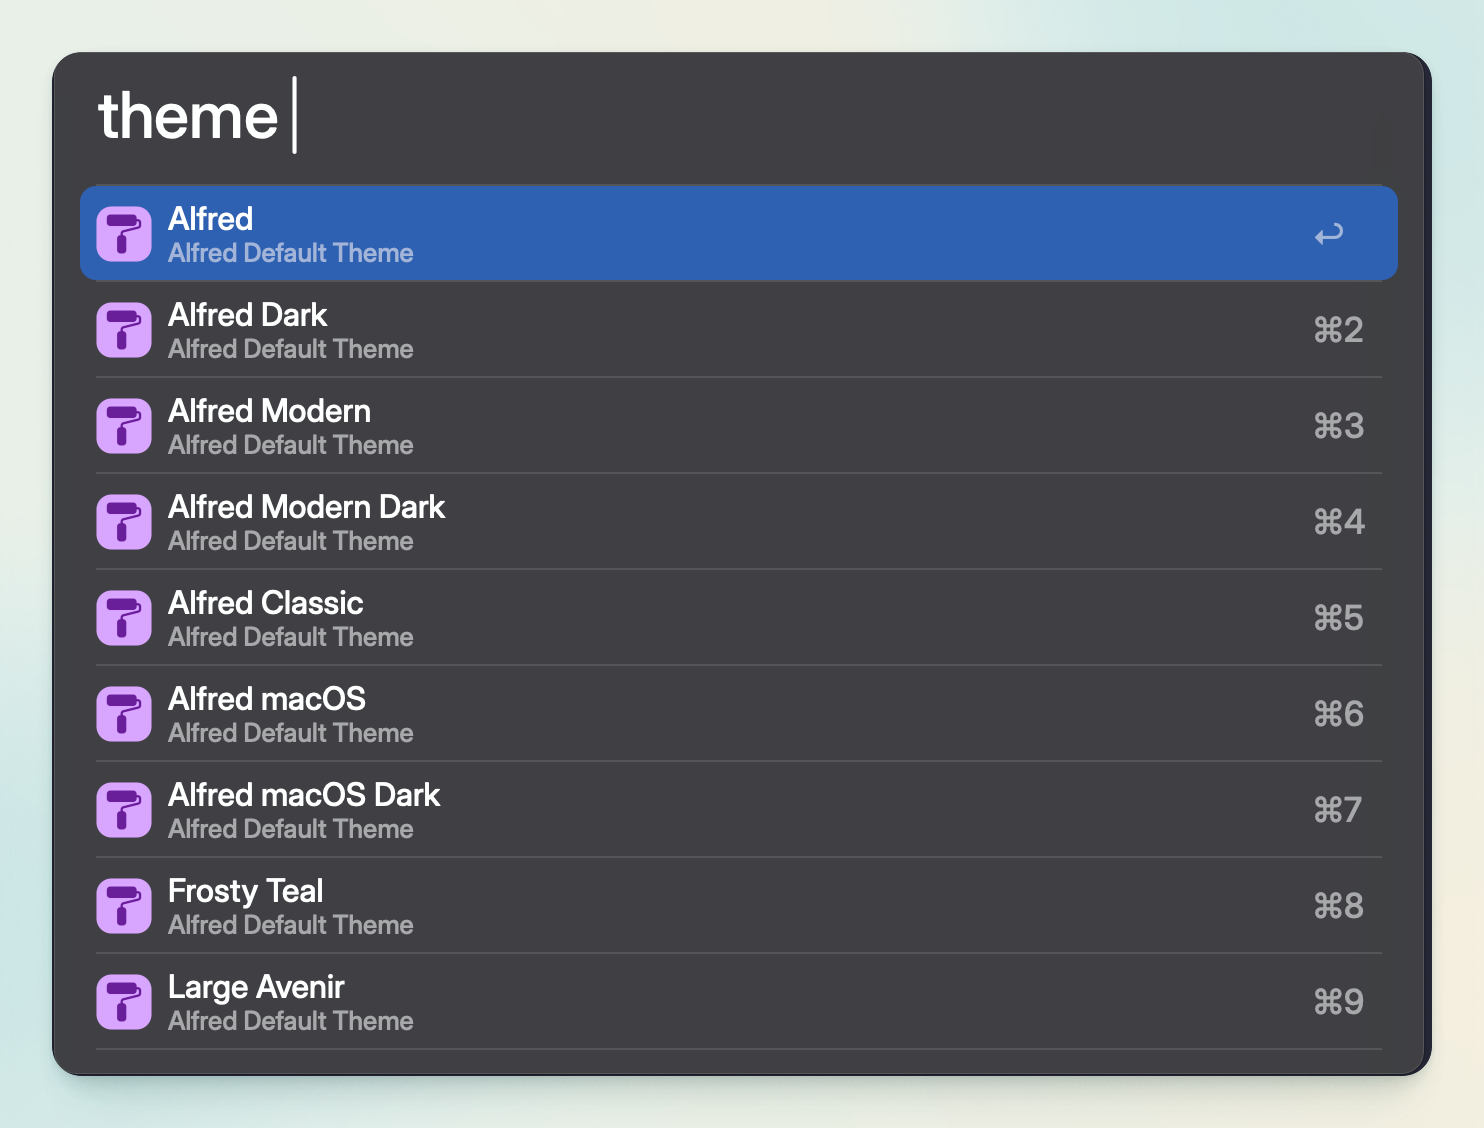 theme
Alfred
Alfred Default Theme
↩
Alfred Dark
Alfred Default Theme
⌘2
Alfred Modern
Alfred Default Theme
⌘3
Alfred Modern Dark
Alfred Default Theme
⌘4
Alfred Classic
Alfred Default Theme
⌘5
Alfred macOS
Alfred Default Theme
⌘6
Alfred macOS Dark
Alfred Default Theme
⌘7
Frosty Teal
Alfred Default Theme
⌘8
Large Avenir
Alfred Default Theme
⌘9